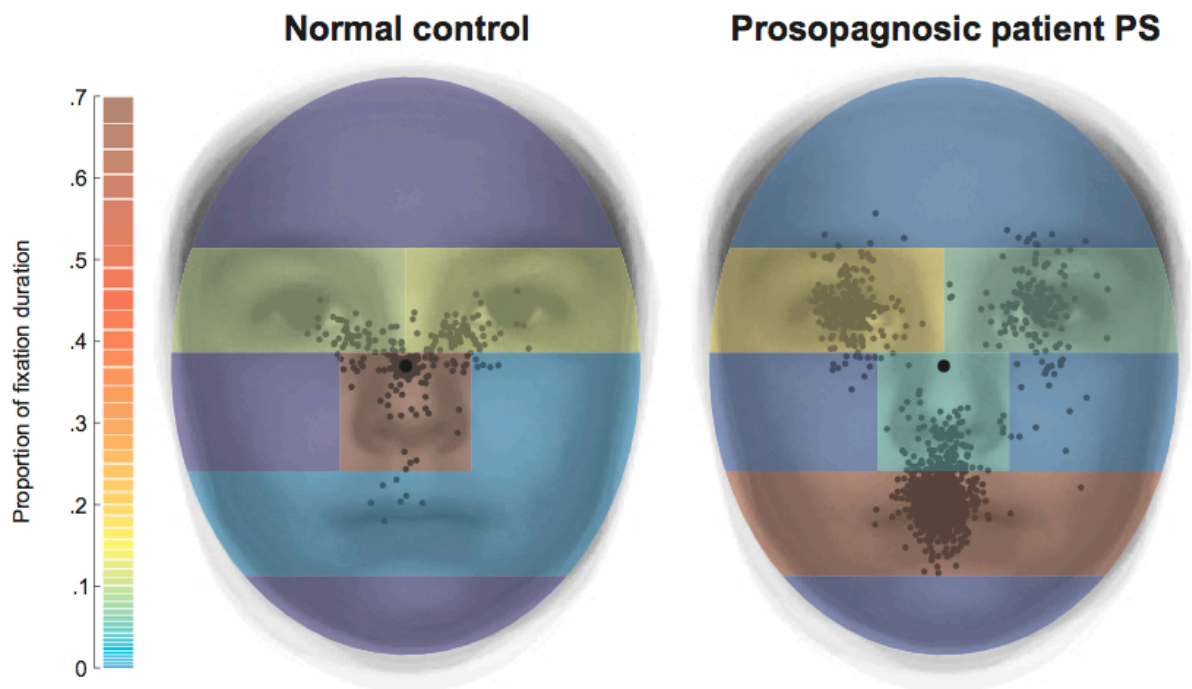 Normal control
Prosopagnosic patient PS
Proportion of fixation duration
.7
.6
.5
.4
.3
.2
.1
0